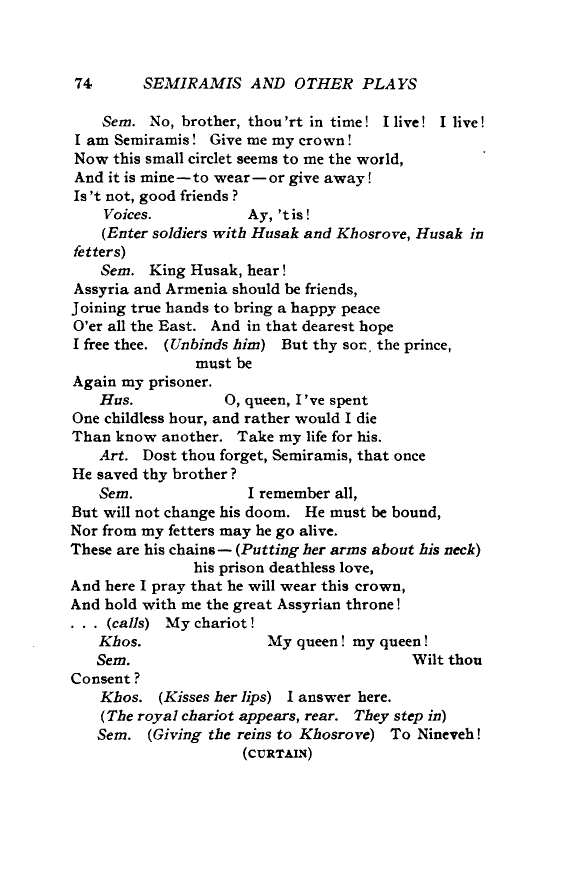 74 SEMIRAMIS AND OTHER PLAYS
Sem. No, brother, thou 'rt in time! I live! I live!
I am Semiramis! Give me my crown!
Now this small circlet seems to me the world,
And it is mine—to wear—or give away!
Is 't not, good friends?
Voices. Ay, 'tis!
(Enter soldiers with Husak and Khosrove, Husak in
fetters)
Sem. King Husak, hear!
Assyria and Armenia should be friends,
Joining true hands to bring a happy peace
O'er all the East. And in that dearest hope
I free thee. (Unbinds him) But thy son, the prince,
must be
Again my prisoner.
Hus. O, queen, I 've spent
One childless hour, and rather would I die
Than know another. Take my life for his.
Art. Dost thou forget, Semiramis, that once
He saved thy brother?
Sem. I remember all,
But will not change his doom. He must be bound,
Nor from my fetters may he go alive.
These are his chains— (Putting her arms about his neck)
his prison deathless love,
And here I pray that he will wear this crown,
And hold with me the great Assyrian throne!
. . . (calls) My chariot!
Khos. My queen! my queen!
Sem. Wilt thou
Consent?
Khos. (Kisses her lips) I answer here.
(The royal chariot appears, rear. They step in)
Sem. (Giving the reins to Khosrove) To Nineveh!
(CURTAIN)